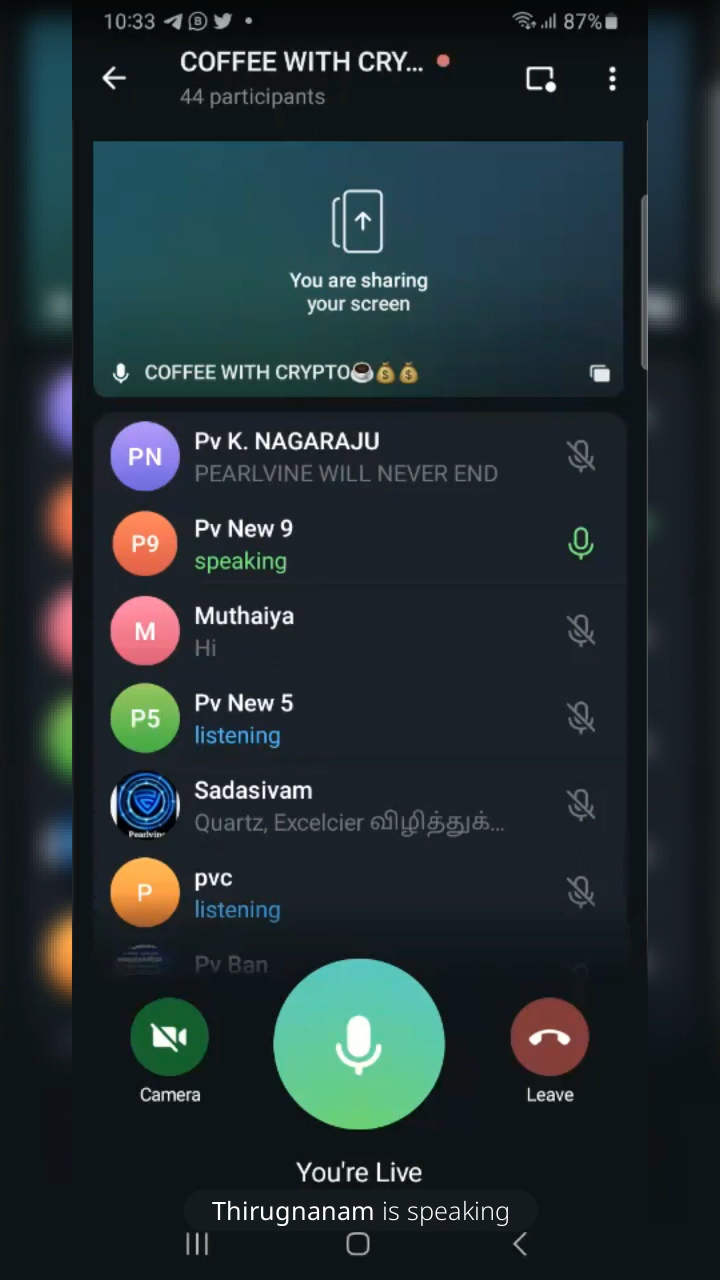 10:33 87%
COFFEE WITH CRY...
44 participants
You are sharing
your screen
COFFEE WITH CRYPTO☕💰💰
PN Pv K. NAGARAJU
PEARLVINE WILL NEVER END
P9 Pv New 9
speaking
M Muthaiya
Hi
P5 Pv New 5
listening
Sadasivam
Pearlvine Quartz, Excelcier விழித்துக்...
P pvc
listening
Pv Ban
Camera
Leave
You're Live
Thirugnanam is speaking